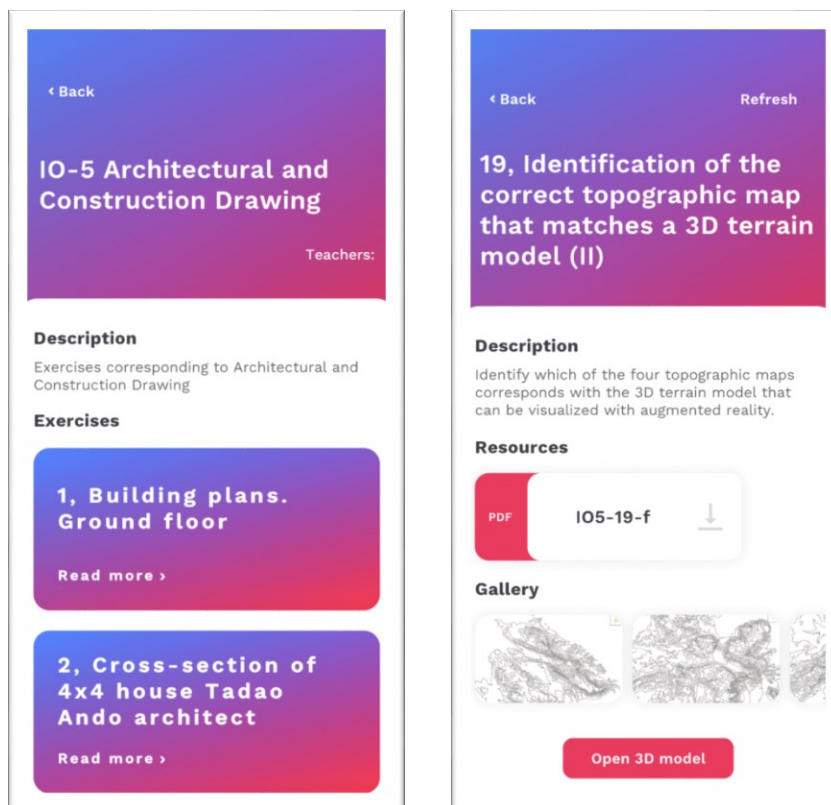 ‹ Back
IO-5 Architectural and
Construction Drawing
Teachers:
Description
Exercises corresponding to Architectural and
Construction Drawing
Exercises
1, Building plans.
Ground floor
Read more ›
2, Cross-section of
4x4 house Tadao
Ando architect
Read more ›
‹ Back
Refresh
19, Identification of the
correct topographic map
that matches a 3D terrain
model (II)
Description
Identify which of the four topographic maps
corresponds with the 3D terrain model that
can be visualized with augmented reality.
Resources
PDF
IO5-19-f
Gallery
Open 3D model